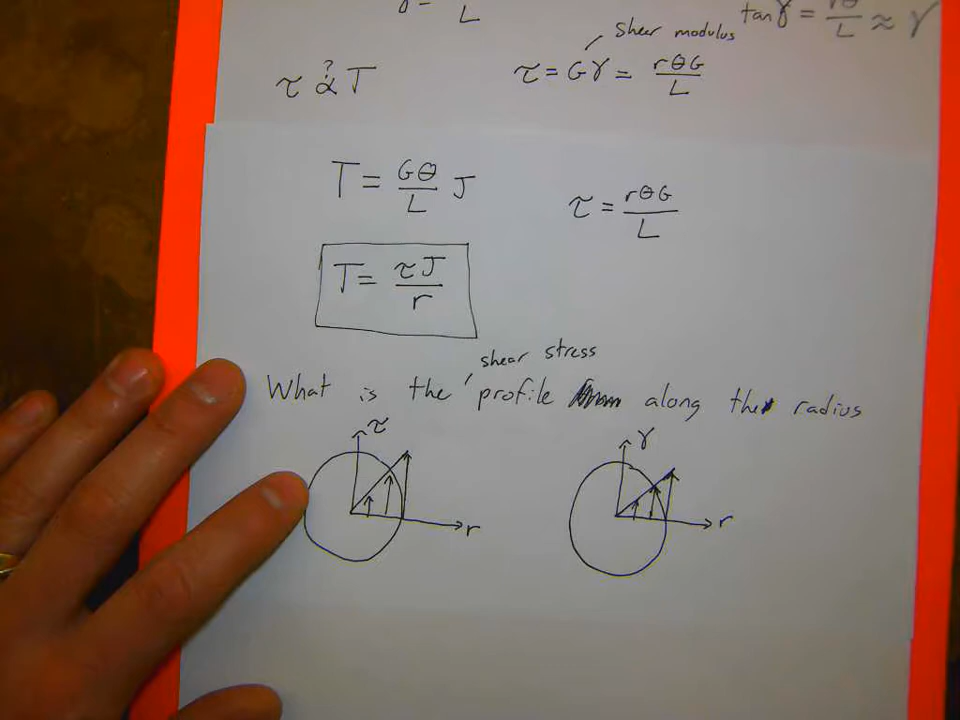 L
tan γ = rθ/L ≈ γ
shear modulus
τ ∝? T
τ = Gγ = rθG/L
T = Gθ/L J
τ = rθG/L
T = τJ/r
shear stress
What is the profile along the radius
τ
γ
r
r